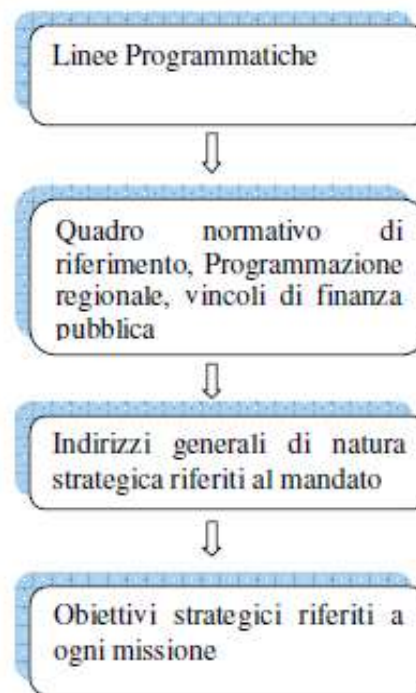 Linee Programmatiche
Quadro normativo di
riferimento, Programmazione
regionale, vincoli di finanza
pubblica
Indirizzi generali di natura
strategica riferiti al mandato
Obiettivi strategici riferiti a
ogni missione